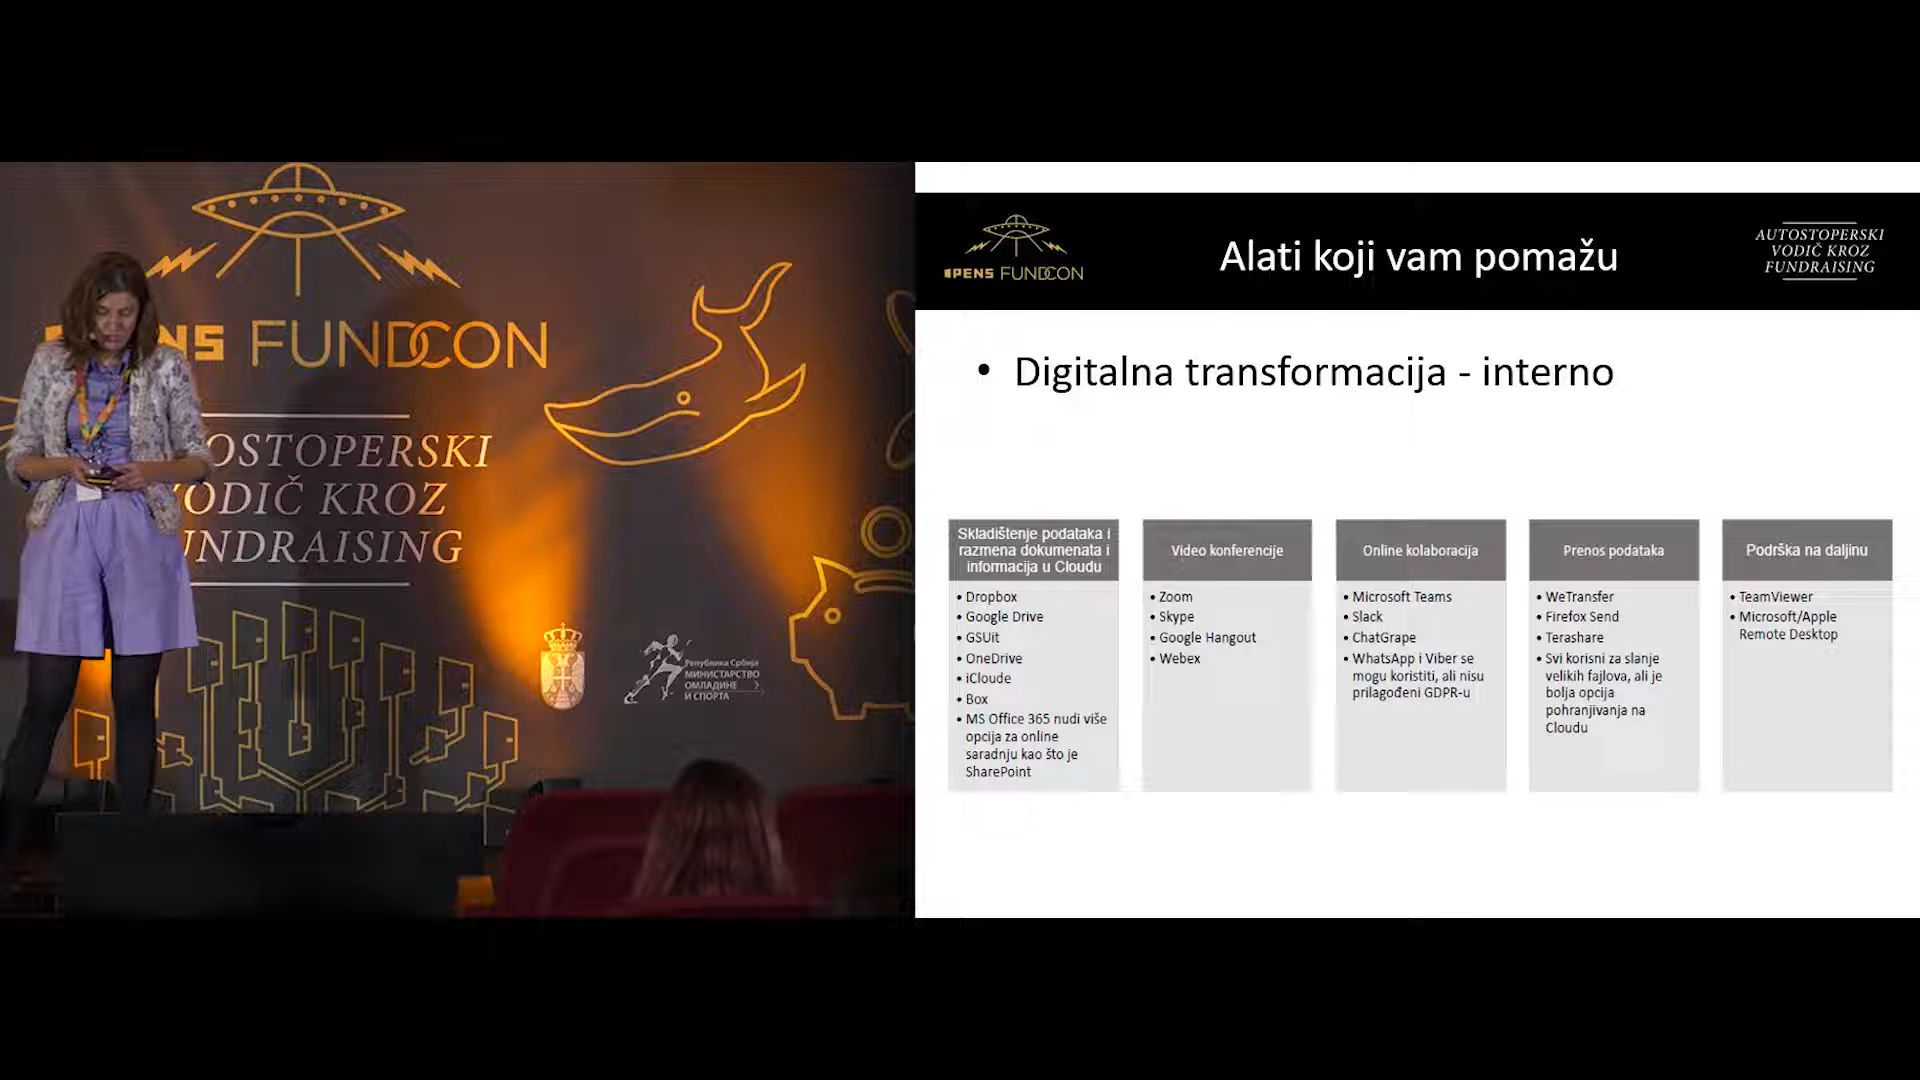 PENS FUNDCON
OSTOPERSKI
VODIČ KROZ
UNDRAISING
Република Србија
МИНИСТАРСТВО
ОМЛАДИНЕ
И СПОРТА
OPENS FUNDCON
Alati koji vam pomažu
AUTOSTOPERSKI
VODIČ KROZ
FUNDRAISING
• Digitalna transformacija - interno
Skladištenje podataka i
razmena dokumenata i
informacija u Cloudu
• Dropbox
• Google Drive
• GSUit
• OneDrive
• iCloude
• Box
• MS Office 365 nudi više
opcija za online
saradnju kao što je
SharePoint
Video konferencije
• Zoom
• Skype
• Google Hangout
• Webex
Online kolaboracija
• Microsoft Teams
• Slack
• ChatGrape
• WhatsApp i Viber se
mogu koristiti, ali nisu
prilagođeni GDPR-u
Prenos podataka
• WeTransfer
• Firefox Send
• Terashare
• Svi korisni za slanje
velikih fajlova, ali je
bolja opcija
pohranjivanja na
Cloudu
Podrška na daljinu
• TeamViewer
• Microsoft/Apple
Remote Desktop